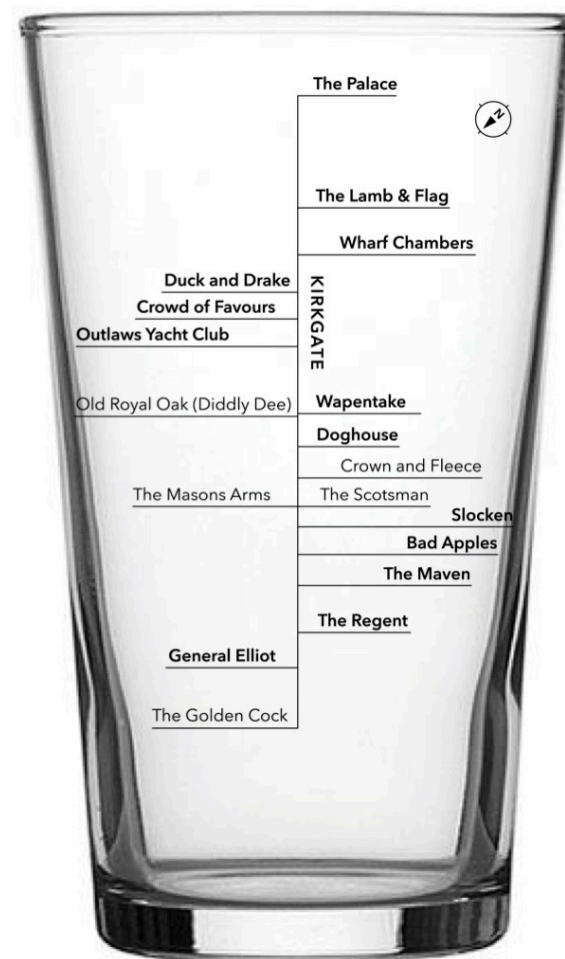 The Palace
N
The Lamb & Flag
Wharf Chambers
Duck and Drake
KIRKGATE
Crowd of Favours
Outlaws Yacht Club
Old Royal Oak (Diddly Dee)
Wapentake
Doghouse
Crown and Fleece
The Masons Arms
The Scotsman
Slocken
Bad Apples
The Maven
The Regent
General Elliot
The Golden Cock